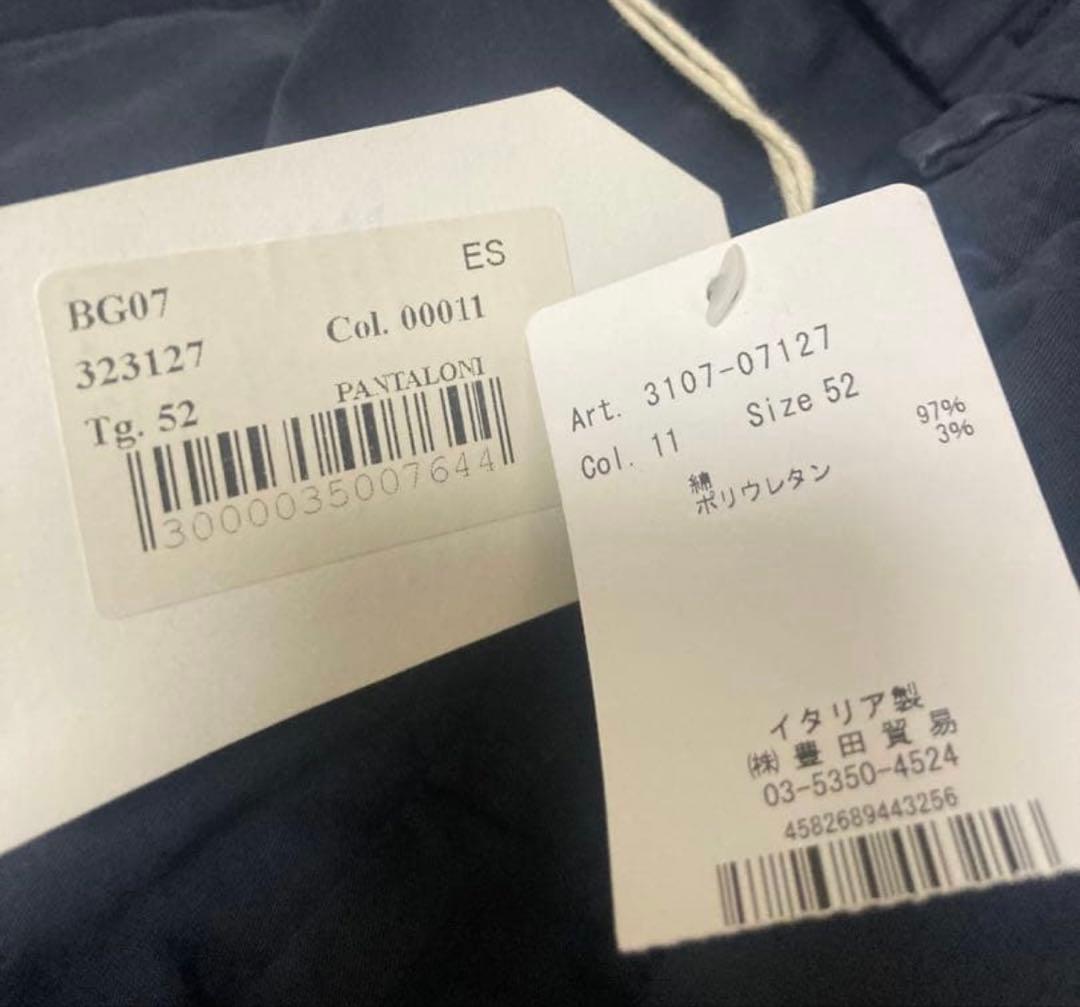 ES
BG07
Col. 00011
323127
PANTALONI
Tg. 52
3000035007644
Art. 3107-07127
Col. 11 Size 52
綿 97%
ポリウレタン 3%
イタリア製
㈱ 豊田貿易
03-5350-4524
4582689443256